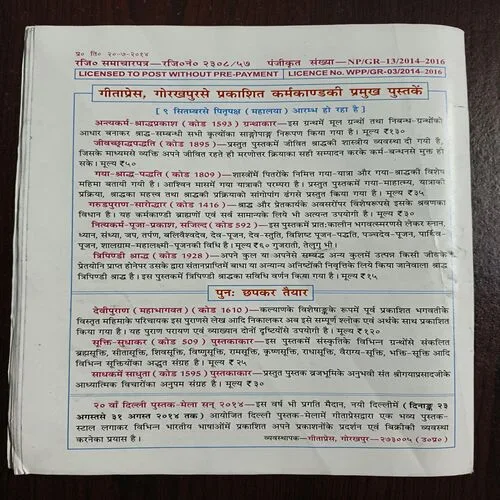 प्र० ति० २०-७-२०१४
रजि० समाचारपत्र—रजि०नं० २३०८/५७ पंजीकृत संख्या—NP/GR-13/2014-2016
LICENSED TO POST WITHOUT PRE-PAYMENT | LICENCE No. WPP/GR-03/2014-2016
गीताप्रेस, गोरखपुरसे प्रकाशित कर्मकाण्डकी प्रमुख पुस्तकें
[ ९ सितम्बरसे पितृपक्ष (महालया) आरम्भ हो रहा है ]
अन्त्यकर्म-श्राद्धप्रकाश (कोड 1593) ग्रन्थाकार—इस ग्रन्थमें मूल ग्रन्थों तथा निबन्ध-ग्रन्थोंको
आधार बनाकर श्राद्ध-सम्बन्धी सभी कृत्योंका साङ्गोपाङ्ग निरूपण किया गया है। मूल्य ₹१३०
जीवच्छ्राद्धपद्धति (कोड 1895)—प्रस्तुत पुस्तकमें जीवित श्राद्धकी शास्त्रीय व्यवस्था दी गयी है,
जिसके माध्यमसे व्यक्ति अपने जीवित रहते ही मरणोत्तर क्रियाका सही सम्पादन करके कर्म-बन्धनसे मुक्त हो
सके। मूल्य ₹५०
गया-श्राद्ध-पद्धति (कोड 1809)—शास्त्रोंमें पितरोंके निमित्त गया-यात्रा और गया-श्राद्धकी विशेष
महिमा बतायी गयी है। आश्विन मासमें गया यात्राकी परम्परा है। प्रस्तुत पुस्तकमें गया-माहात्म्य, यात्राकी
प्रक्रिया, श्राद्धका महत्त्व तथा श्राद्धकी प्रक्रियाको सांगोपांग ढंगसे प्रस्तुत किया गया है। मूल्य ₹३५
गरुडपुराण-सारोद्धार (कोड 1416)—श्राद्ध और प्रेतकार्यके अवसरोंपर विशेषरूपसे इसके श्रवणका
विधान है। यह कर्मकाण्डी ब्राह्मणों एवं सर्व सामान्यके लिये भी अत्यन्त उपयोगी है। मूल्य ₹३०
नित्यकर्म-पूजा-प्रकाश, सजिल्द (कोड 592)—इस पुस्तकमें प्रातःकालीन भगवत्स्मरणसे लेकर स्नान,
ध्यान, संध्या, जप, तर्पण, बलिवैश्वदेव, देव-पूजन, देव-स्तुति, विशिष्ट पूजन-पद्धति, पञ्चदेव-पूजन, पार्थिव-
पूजन, शालग्राम-महालक्ष्मी-पूजनकी विधि है। मूल्य ₹६० गुजराती, तेलुगु भी।
त्रिपिण्डी श्राद्ध (कोड 1928)—अपने कुल या अपनेसे सम्बद्ध अन्य कुलमें उत्पन्न किसी जीवके
प्रेतयोनि प्राप्त होनेपर उसके द्वारा संतानप्राप्तिमें बाधा या अन्यान्य अनिष्टोंकी निवृत्तिके लिये किया जानेवाला श्राद्ध
त्रिपिण्डी श्राद्ध है। इस पुस्तकमें त्रिपिण्डी श्राद्धका सविधि वर्णन किया गया है। मूल्य ₹१५
पुनः छपकर तैयार
देवीपुराण (महाभागवत) (कोड 1610)—कल्याणके विशेषाङ्कके रूपमें पूर्व प्रकाशित भगवतीके
विस्तृत महिमाके परिचायक इस पुराणसे लेख आदि निकालकर अब इसे सम्पूर्ण श्लोक एवं अर्थके साथ प्रकाशित
किया गया है। यह पुराण परायण एवं व्याख्यान दोनों दृष्टियोंसे उपयोगी है। मूल्य ₹१२०
सूक्ति-सुधाकर (कोड 509) पुस्तकाकार—इस पुस्तकमें संस्कृतिके विभिन्न ग्रन्थोंसे संकलित
ब्रह्मसूक्ति, सीतासूक्ति, शिवसूक्ति, विष्णुसूक्ति, रामसूक्ति, कृष्णसूक्ति, राधासूक्ति, वैराग्य-सूक्ति, भक्ति-सूक्ति आदि
विभिन्न सूक्तियोंका अद्भुत संग्रह है। मूल्य ₹२५
साधकमें साधुता (कोड 1595) पुस्तकाकार—प्रस्तुत पुस्तक व्रजभूमिके अनुभवी संत श्रीगयाप्रसादजीके
आध्यात्मिक विचारोंका अनुपम संग्रह है। मूल्य ₹३०
२० वाँ दिल्ली पुस्तक-मेला सन् २०१४—इस वर्ष भी प्रगति मैदान, नयी दिल्लीमें (दिनाङ्क २३
अगस्तसे ३१ अगस्त २०१४ तक) आयोजित दिल्ली पुस्तक-मेलामें गीताप्रेसद्वारा एक भव्य पुस्तक-
स्टाल लगाकर विभिन्न भारतीय भाषाओंमें प्रकाशित अपने प्रकाशनोंके प्रदर्शन एवं बिक्रीकी व्यवस्था
करनेका प्रयास है। व्यवस्थापक—गीताप्रेस, गोरखपुर—२७३००५ (उ०प्र०)